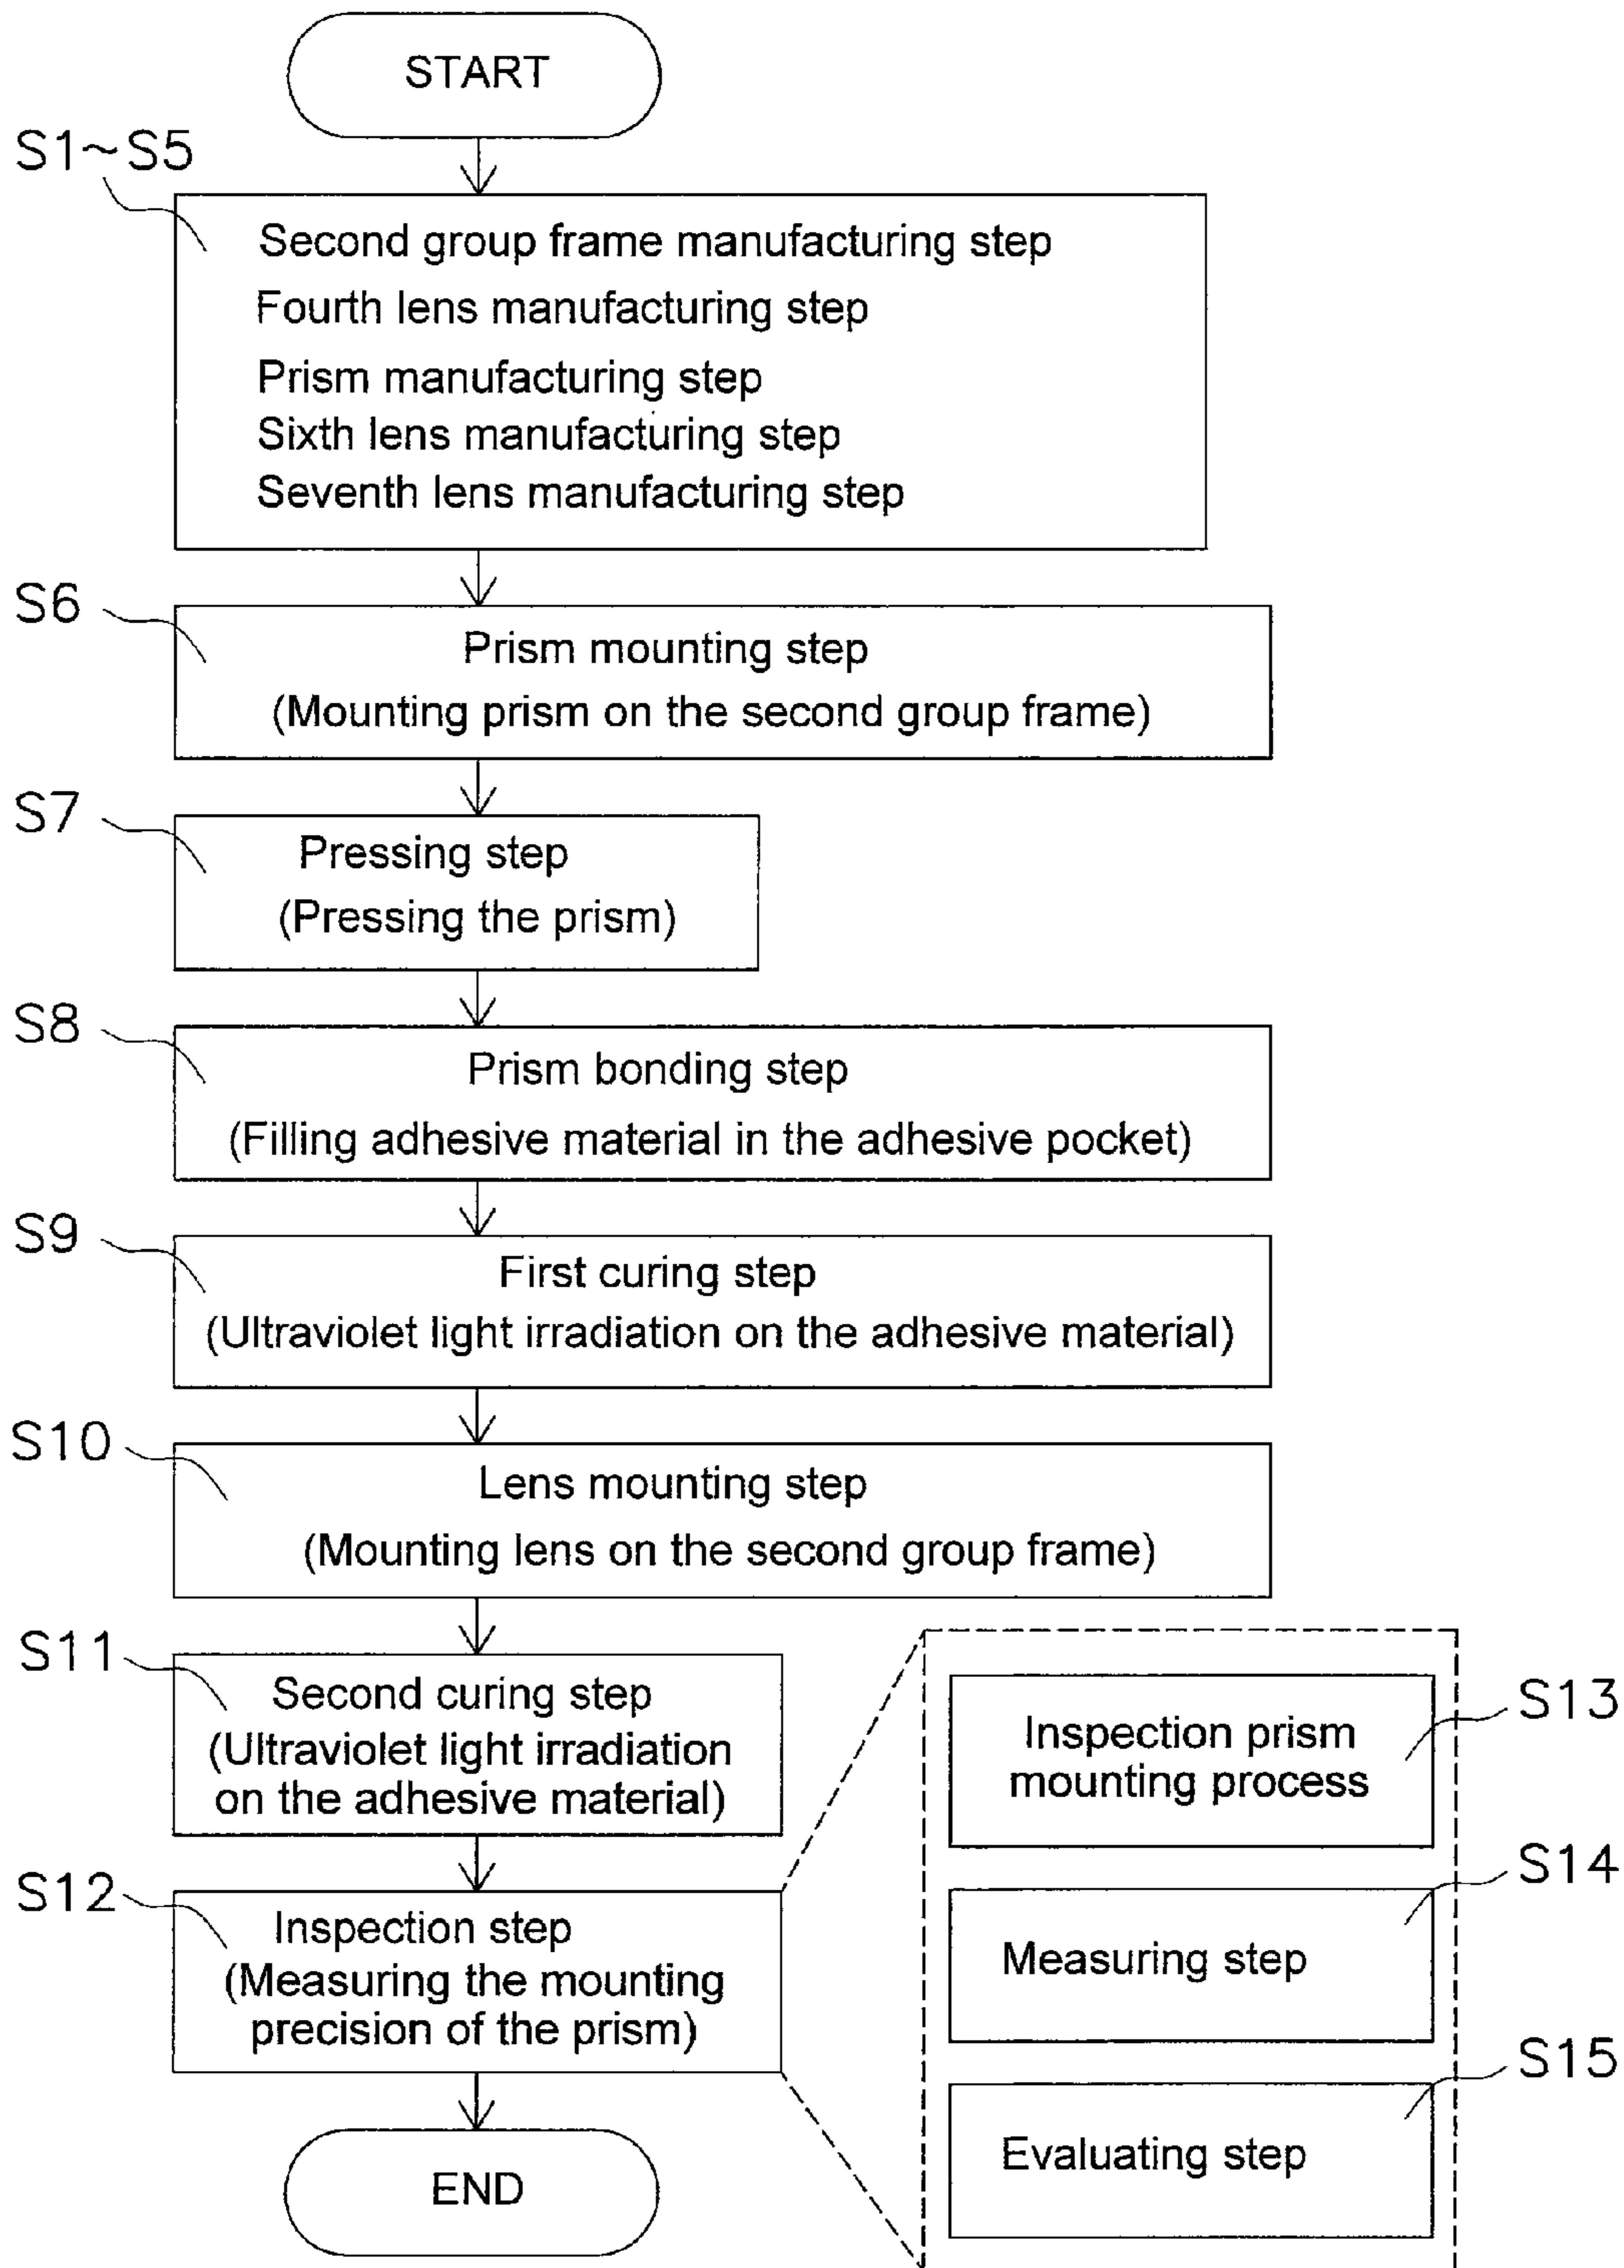 START
S1~S5
Second group frame manufacturing step
Fourth lens manufacturing step
Prism manufacturing step
Sixth lens manufacturing step
Seventh lens manufacturing step
S6
Prism mounting step
(Mounting prism on the second group frame)
S7
Pressing step
(Pressing the prism)
S8
Prism bonding step
(Filling adhesive material in the adhesive pocket)
S9
First curing step
(Ultraviolet light irradiation on the adhesive material)
S10
Lens mounting step
(Mounting lens on the second group frame)
S11
Second curing step
(Ultraviolet light irradiation
on the adhesive material)
S12
Inspection step
(Measuring the mounting
precision of the prism)
END
S13
Inspection prism
mounting process
S14
Measuring step
S15
Evaluating step